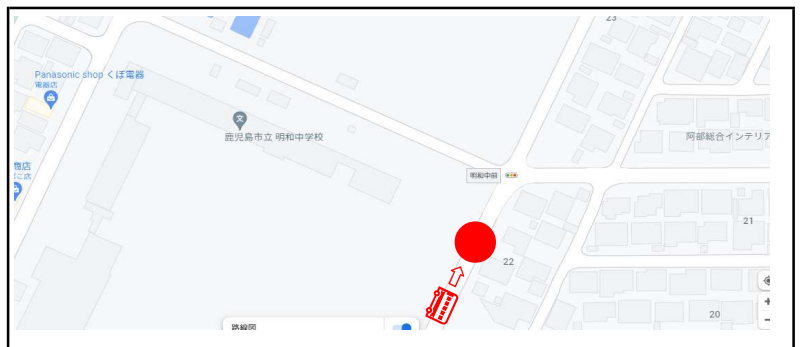 23
Panasonic shop くぼ電器
電器店
鹿児島市立 明和中学校
阿部総合インテリア
明和中前
商店
21
22
20
路線図